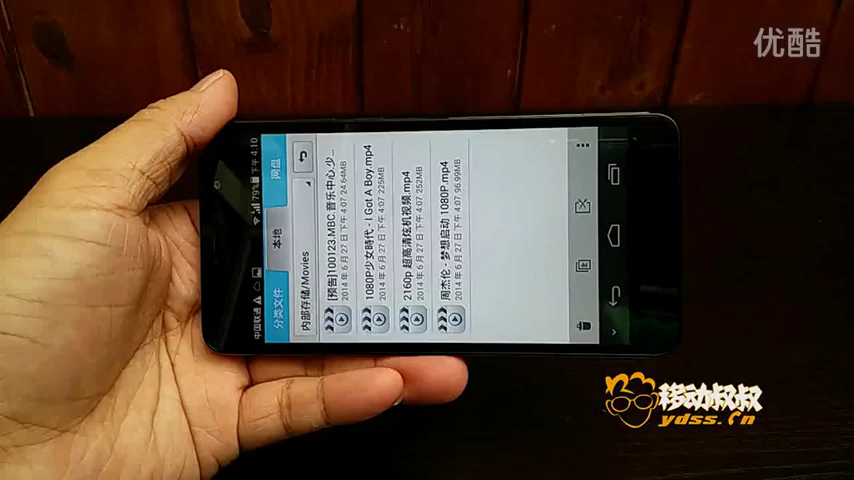 优酷
中国联通 79% 下午 4.10
分类文件 本地 网盘
内部存储/Movies
[预告]100123.MBC.音乐中心.少...
2014 年 6 月 27 日 下午 4:07 24.64MB
1080P少女時代 - I Got A Boy.mp4
2014 年 6 月 27 日 下午 4:07 225MB
2160p 超高清炫机视频.mp4
2014 年 6 月 27 日 下午 4:07 252MB
周杰伦 - 梦想启动 1080P.mp4
2014 年 6 月 27 日 下午 4:07 96.99MB
移动叔叔
ydss.cn